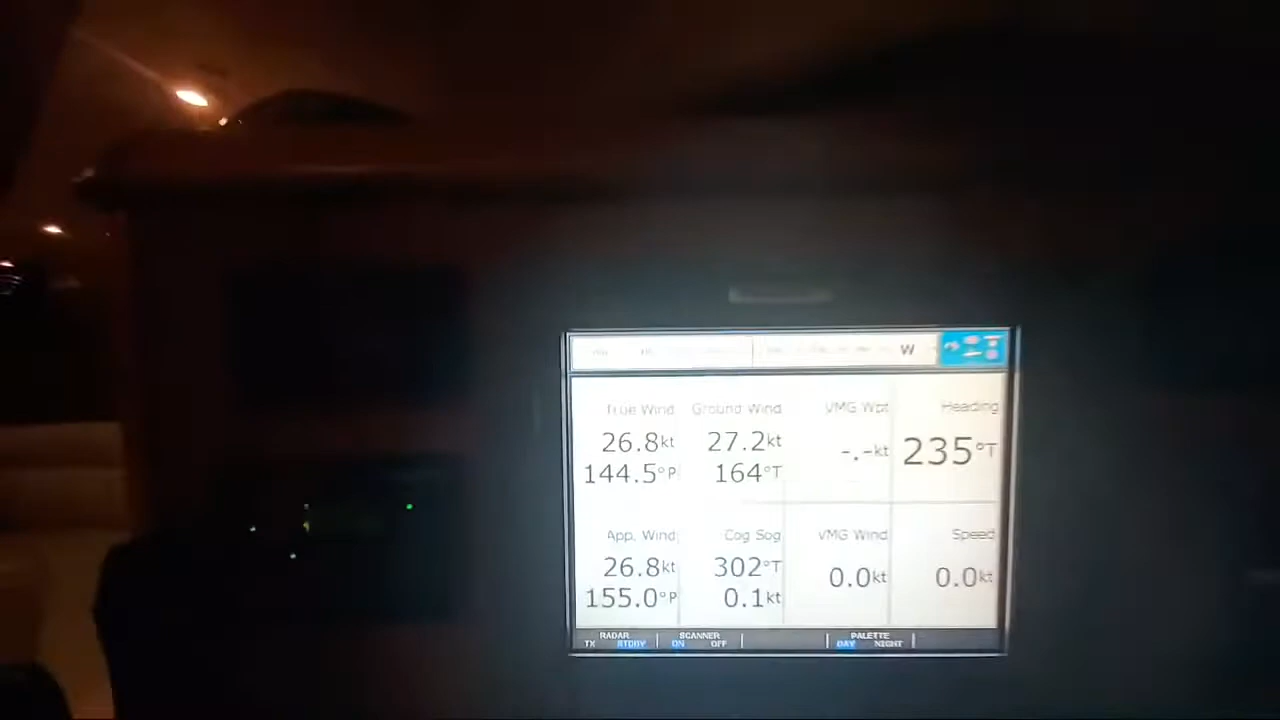 W
True Wind Ground Wind VMG Wpt Heading
26.8kt 27.2kt -.-kt 235°T
144.5°P 164°T
App. Wind Cog Sog VMG Wind Speed
26.8kt 302°T 0.0kt 0.0kt
155.0°P 0.1kt
RADAR SCANNER PALETTE
TX STDBY ON OFF DAY NIGHT